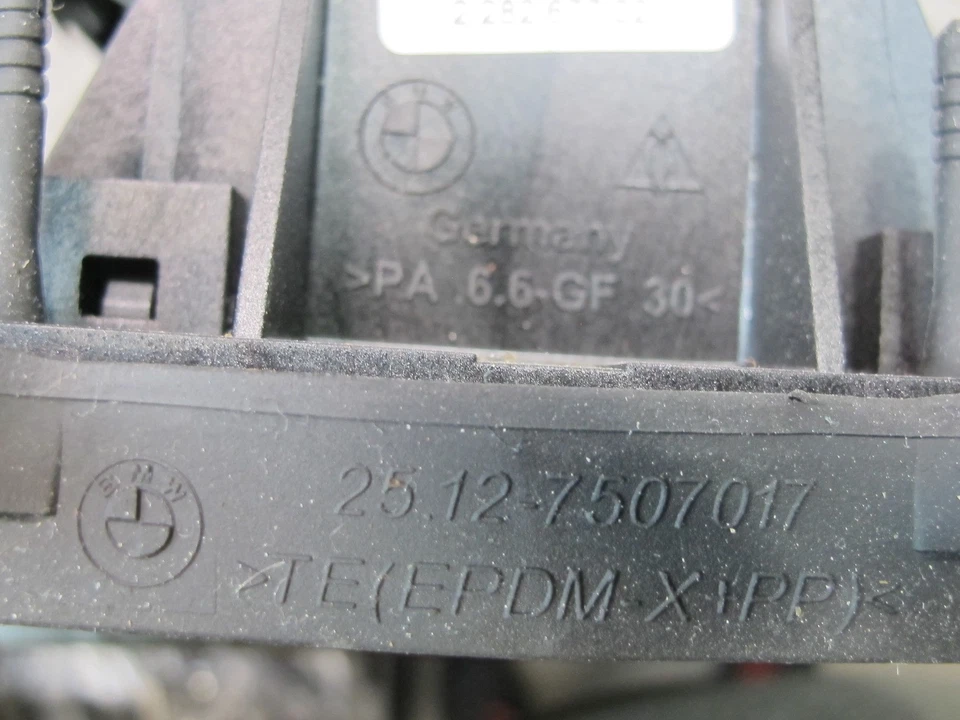 BMW
Germany
>PA .6.6-GF 30<
BMW
25.12-7507017
>TE(EPDM-X+PP)<